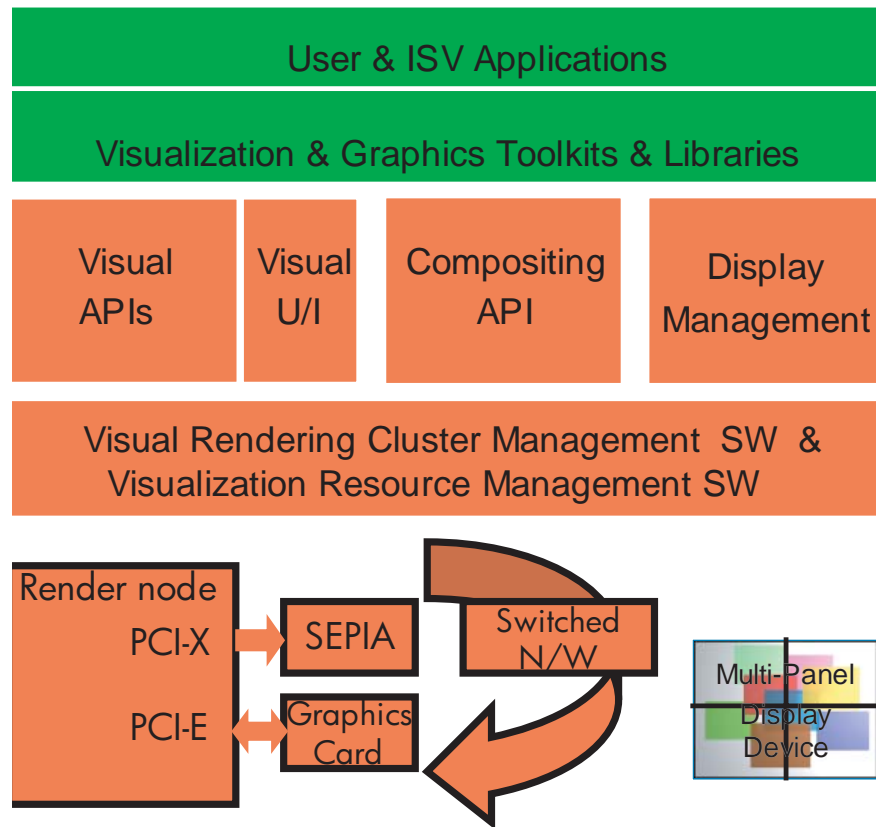 User & ISV Applications
Visualization & Graphics Toolkits & Libraries
Visual
APIs
Visual
U/I
Compositing
API
Display
Management
Visual Rendering Cluster Management SW &
Visualization Resource Management SW
Render node
PCI-X
SEPIA
Switched
N/W
PCI-E
Graphics
Card
Multi-Panel
Display
Device